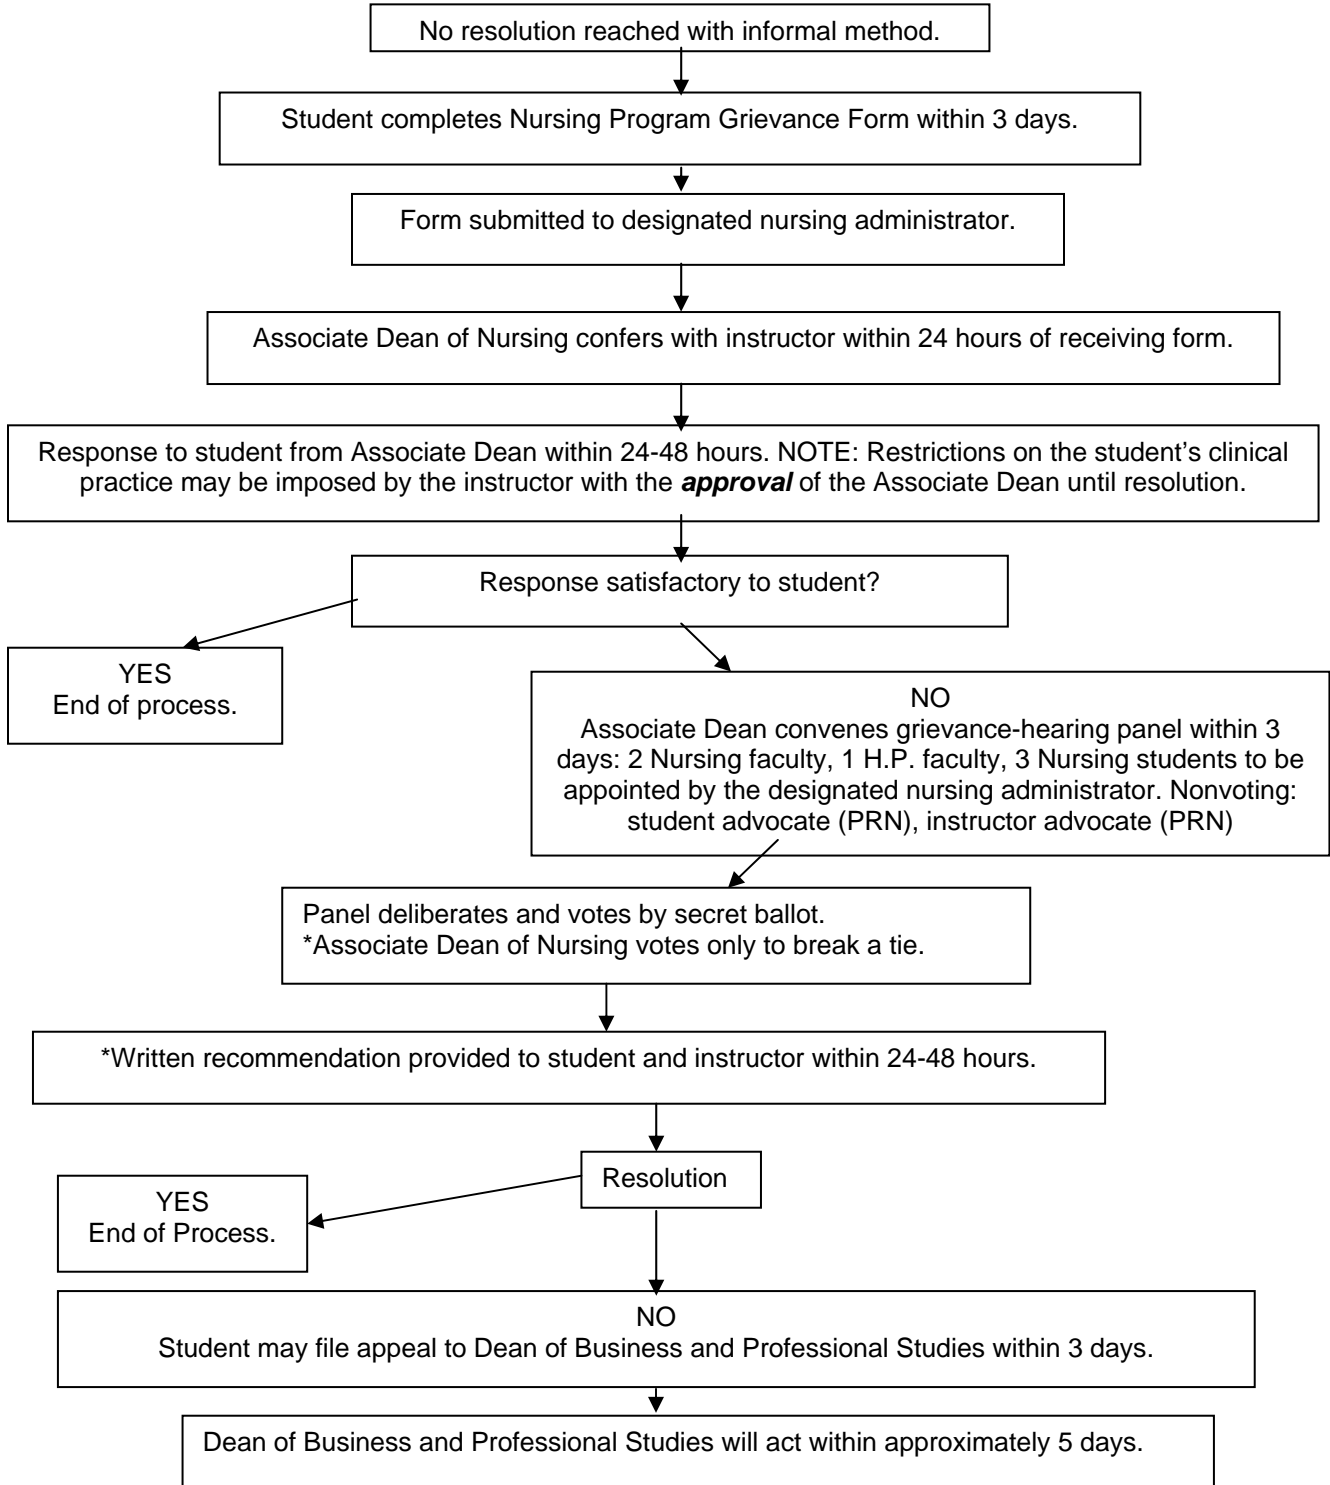 No resolution reached with informal method.
Student completes Nursing Program Grievance Form within 3 days.
Form submitted to designated nursing administrator.
Associate Dean of Nursing confers with instructor within 24 hours of receiving form.
Response to student from Associate Dean within 24-48 hours. NOTE: Restrictions on the student’s clinical
practice may be imposed by the instructor with the approval of the Associate Dean until resolution.
Response satisfactory to student?
YES
End of process.
NO
Associate Dean convenes grievance-hearing panel within 3
days: 2 Nursing faculty, 1 H.P. faculty, 3 Nursing students to be
appointed by the designated nursing administrator. Nonvoting:
student advocate (PRN), instructor advocate (PRN)
Panel deliberates and votes by secret ballot.
*Associate Dean of Nursing votes only to break a tie.
*Written recommendation provided to student and instructor within 24-48 hours.
Resolution
YES
End of Process.
NO
Student may file appeal to Dean of Business and Professional Studies within 3 days.
Dean of Business and Professional Studies will act within approximately 5 days.